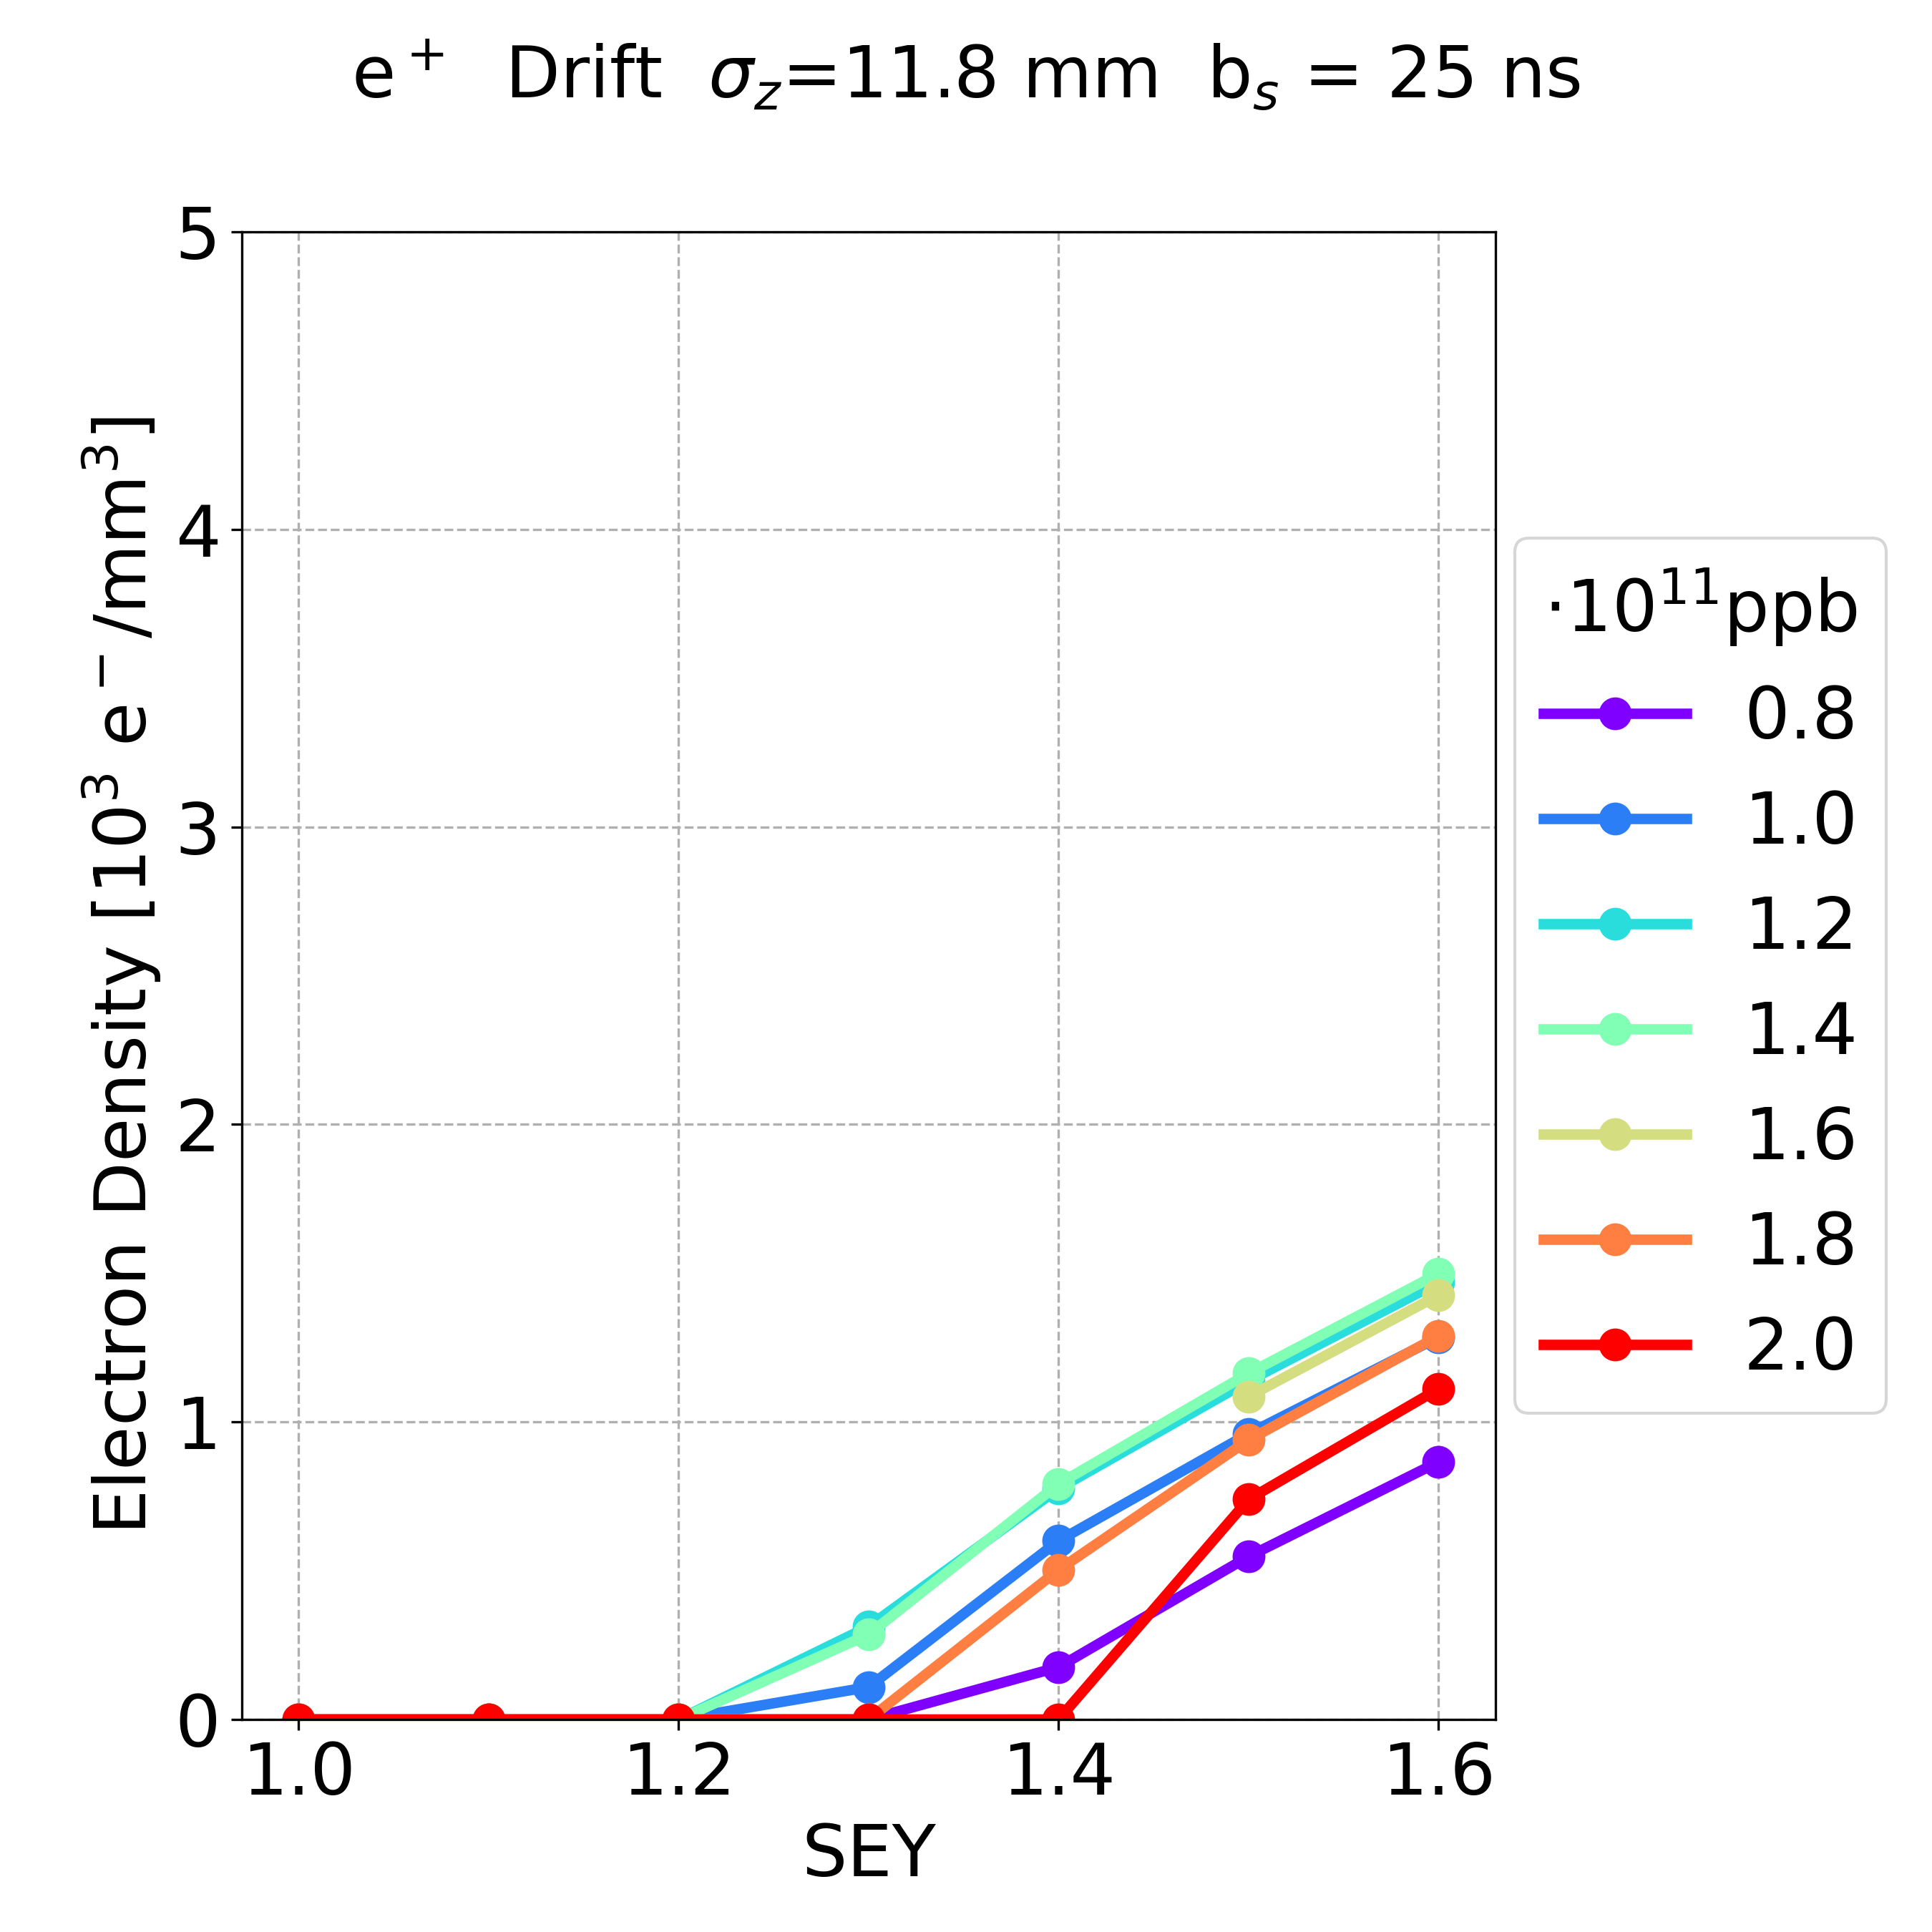 e⁺ Drift σ_z=11.8 mm b_s = 25 ns
Electron Density [10³ e⁻/mm³]
5
4
3
2
1
0
1.0 1.2 1.4 1.6
SEY
·10¹¹ppb
0.8
1.0
1.2
1.4
1.6
1.8
2.0